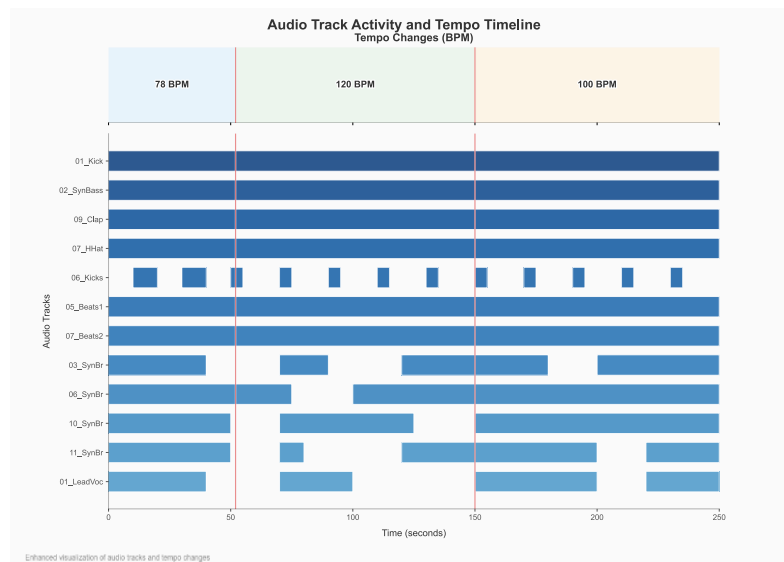 Audio Track Activity and Tempo Timeline
Tempo Changes (BPM)
78 BPM 120 BPM 100 BPM
01_Kick
02_SynBass
09_Clap
07_HHat
06_Kicks
05_Beats1
07_Beats2
03_SynBr
06_SynBr
10_SynBr
11_SynBr
01_LeadVoc
Audio Tracks
0 50 100 150 200 250
Time (seconds)
Enhanced visualization of audio tracks and tempo changes